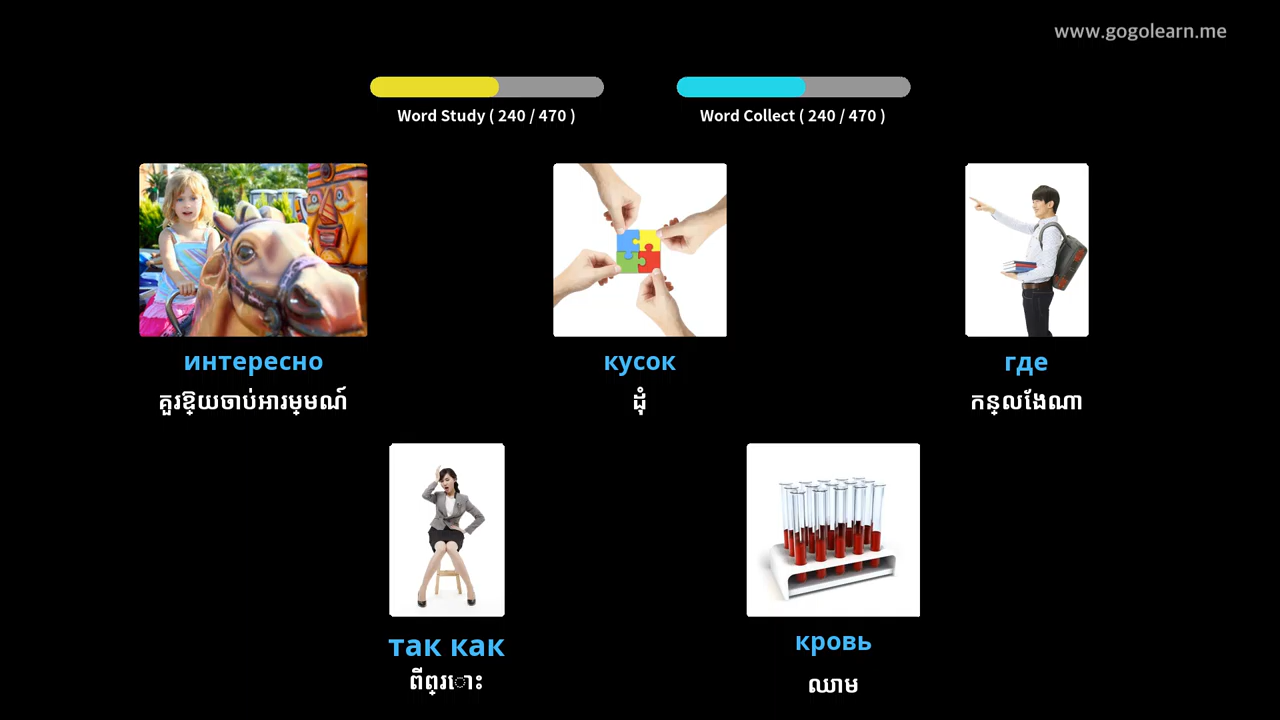 www.gogolearn.me
Word Study ( 240 / 470 )
Word Collect ( 240 / 470 )
интересно
គួរឱ្យចាប់អារម្មមណ៍
кусок
ដុំ
где
កន្លងែណា
так как
ពីព្រោះ
кровь
ឈាម